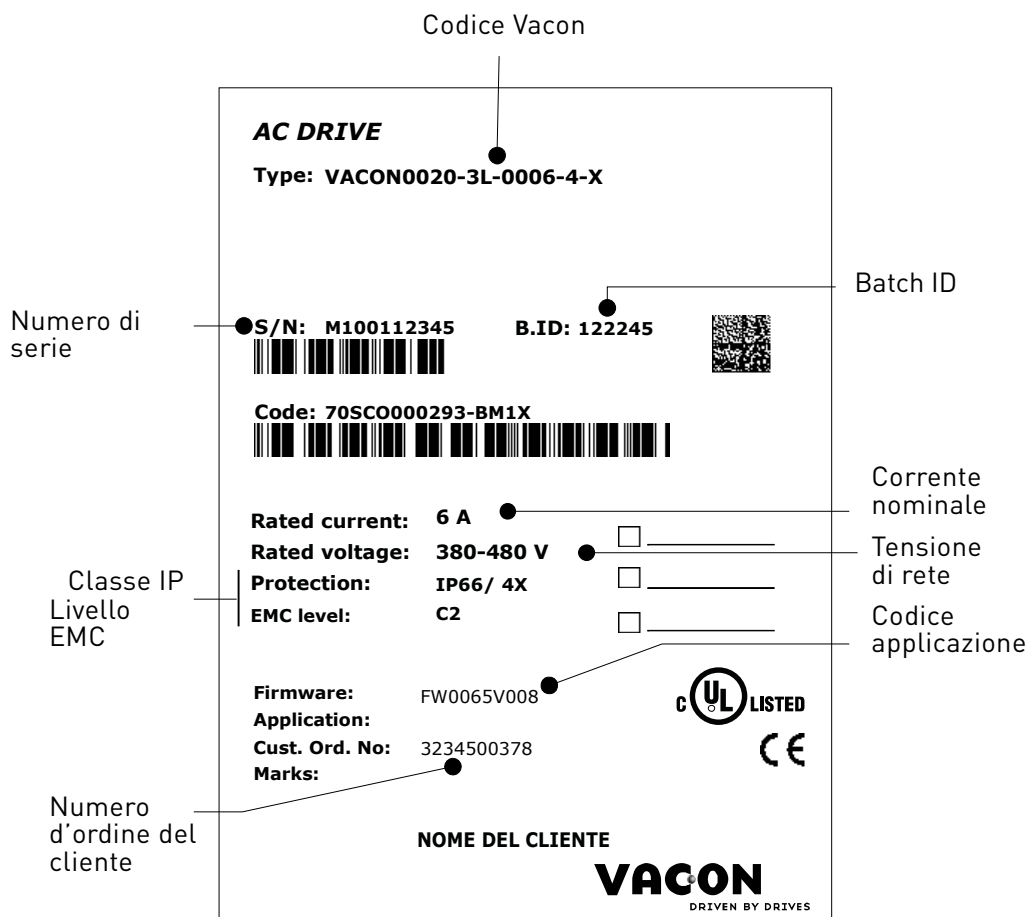 Codice Vacon
AC DRIVE
Type: VACON0020-3L-0006-4-X
Batch ID
Numero di
serie
S/N: M100112345 B.ID: 122245
Code: 70SCO000293-BM1X
Corrente
nominale
Rated current: 6 A
Rated voltage: 380-480 V
Tensione
di rete
Classe IP
Livello
EMC
Protection: IP66/ 4X
EMC level: C2
Codice
applicazione
Firmware: FW0065V008
Application:
Cust. Ord. No: 3234500378
Marks:
C UL LISTED
CE
Numero
d'ordine del
cliente
NOME DEL CLIENTE
VACON
DRIVEN BY DRIVES